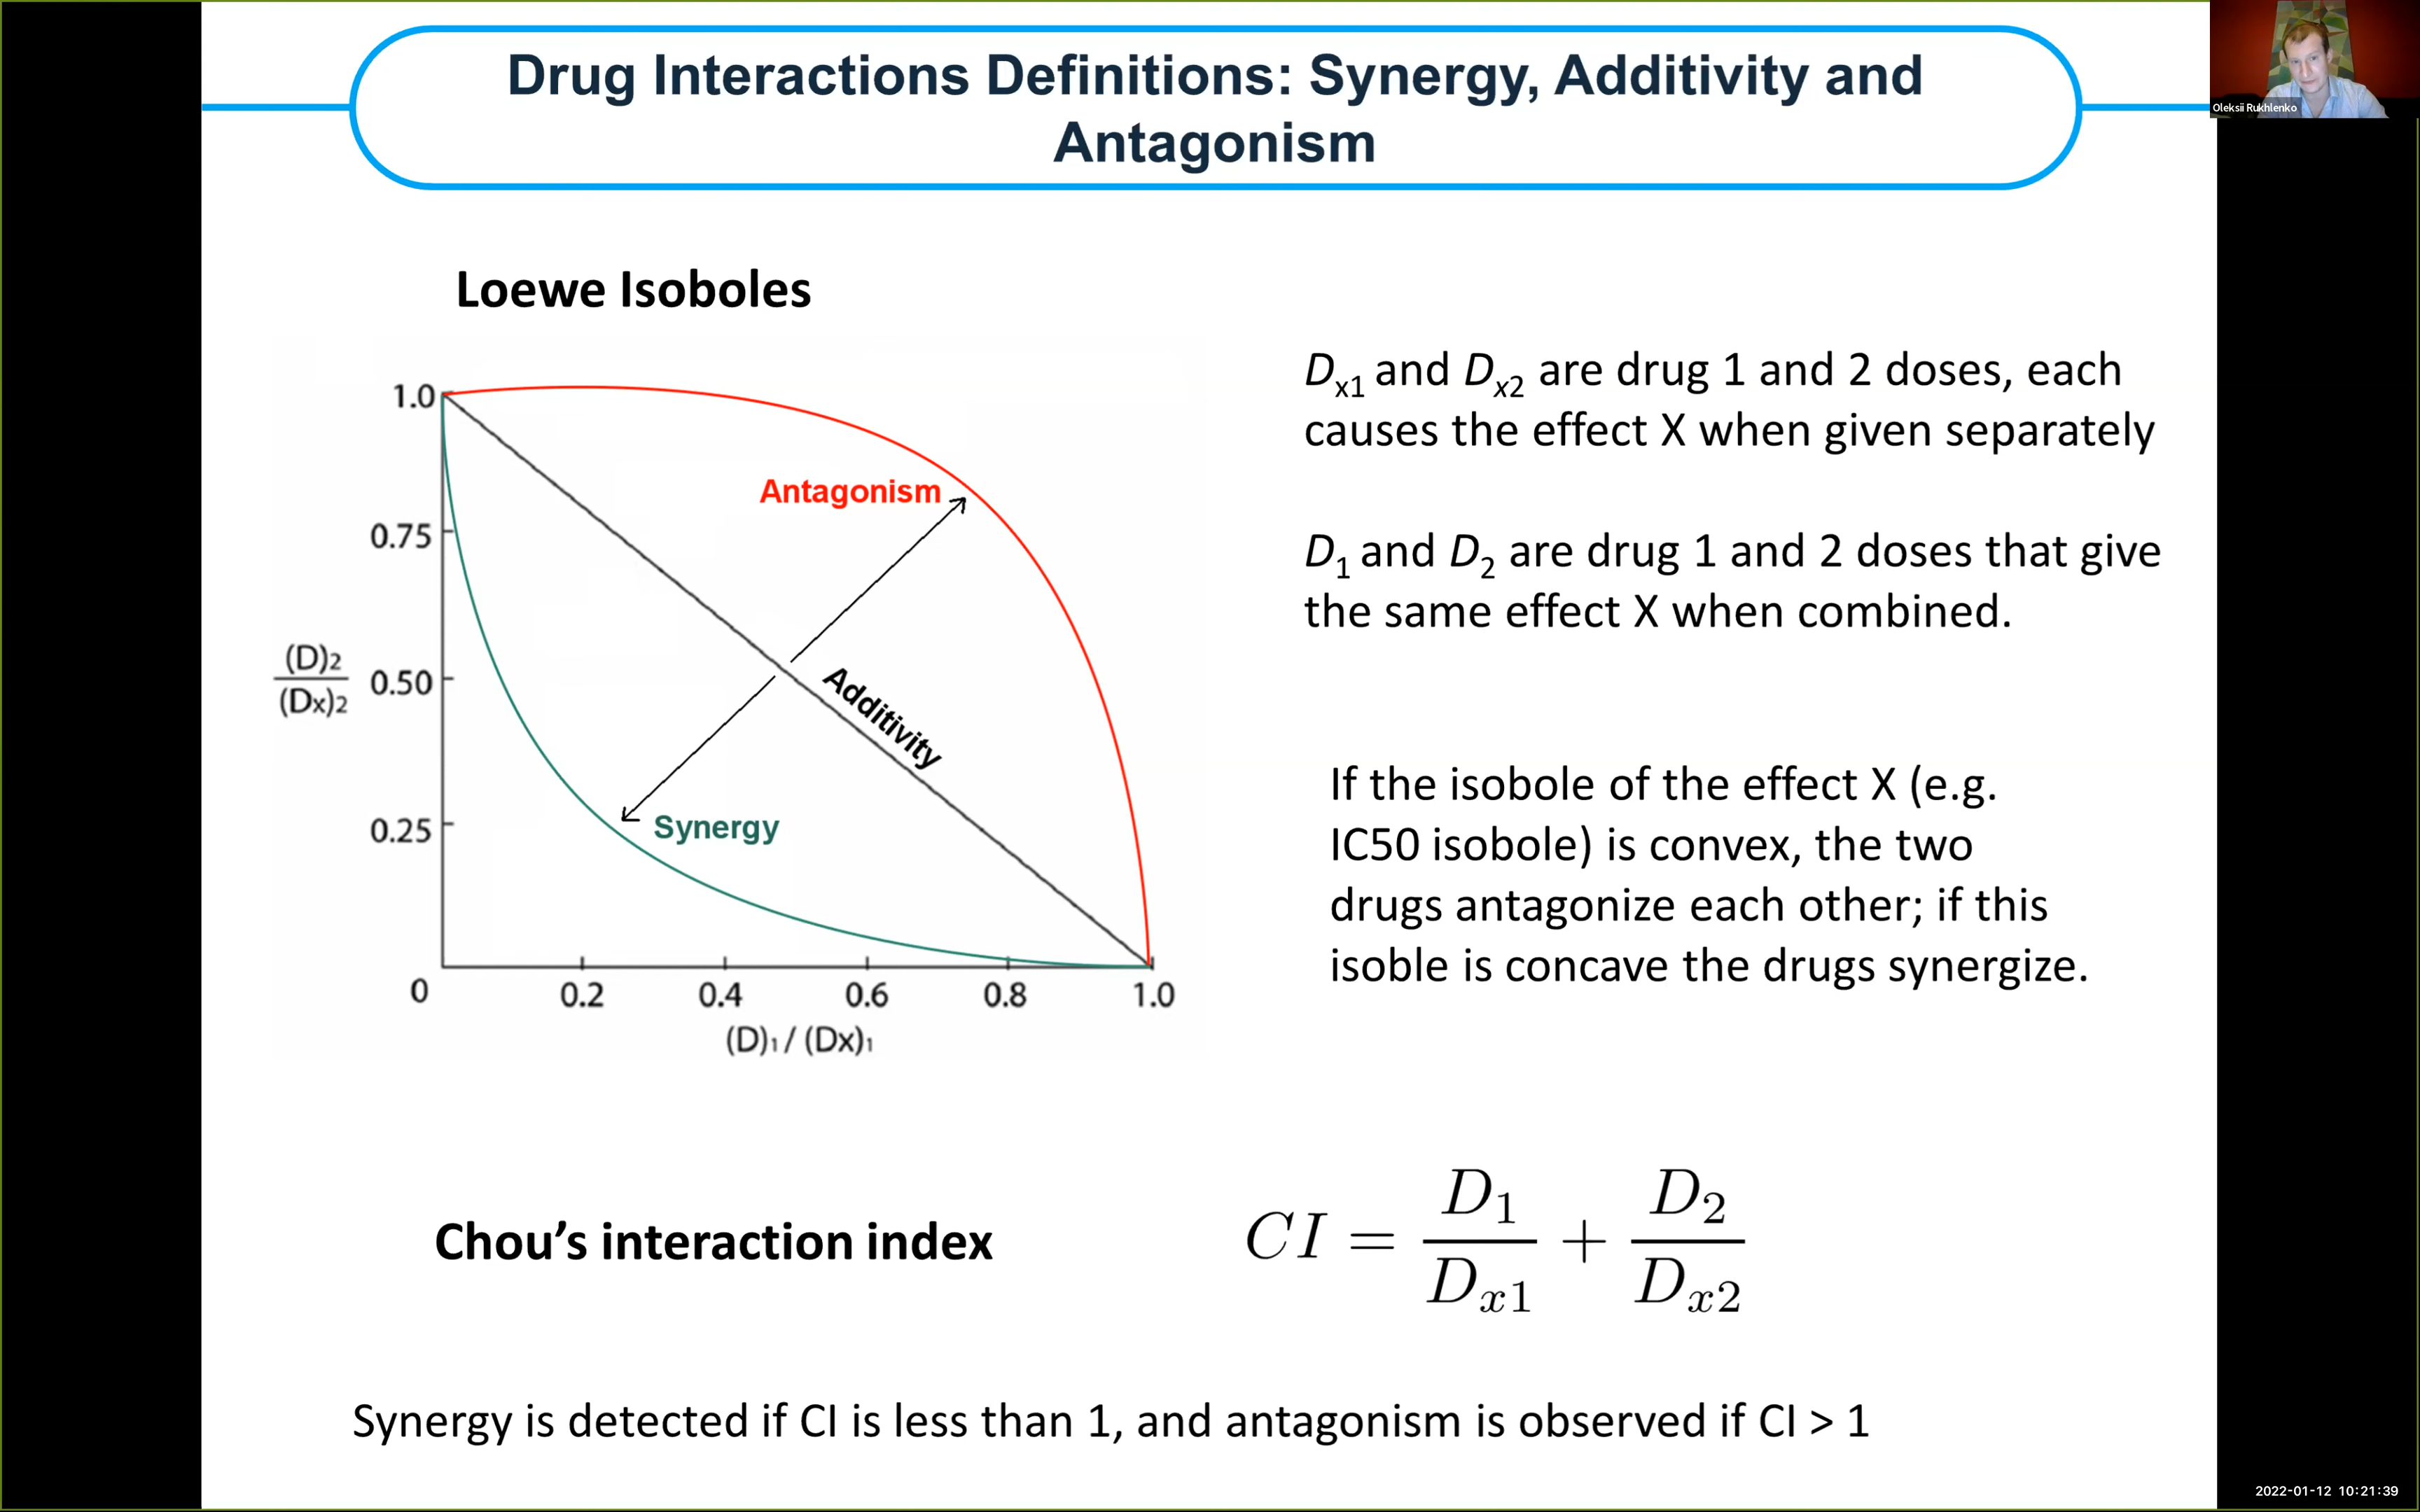 Drug Interactions Definitions: Synergy, Additivity and
Antagonism
Oleksii Rukhlenko
Loewe Isoboles
1.0
0.75
0.50
0.25
0
(D)2
(Dx)2
Antagonism
Additivity
Synergy
0.2
0.4
0.6
0.8
1.0
(D)1 / (Dx)1
Dx1 and Dx2 are drug 1 and 2 doses, each
causes the effect X when given separately
D1 and D2 are drug 1 and 2 doses that give
the same effect X when combined.
If the isobole of the effect X (e.g.
IC50 isobole) is convex, the two
drugs antagonize each other; if this
isoble is concave the drugs synergize.
Chou’s interaction index
CI = D1/Dx1 + D2/Dx2
Synergy is detected if CI is less than 1, and antagonism is observed if CI > 1
2022-01-12 10:21:39